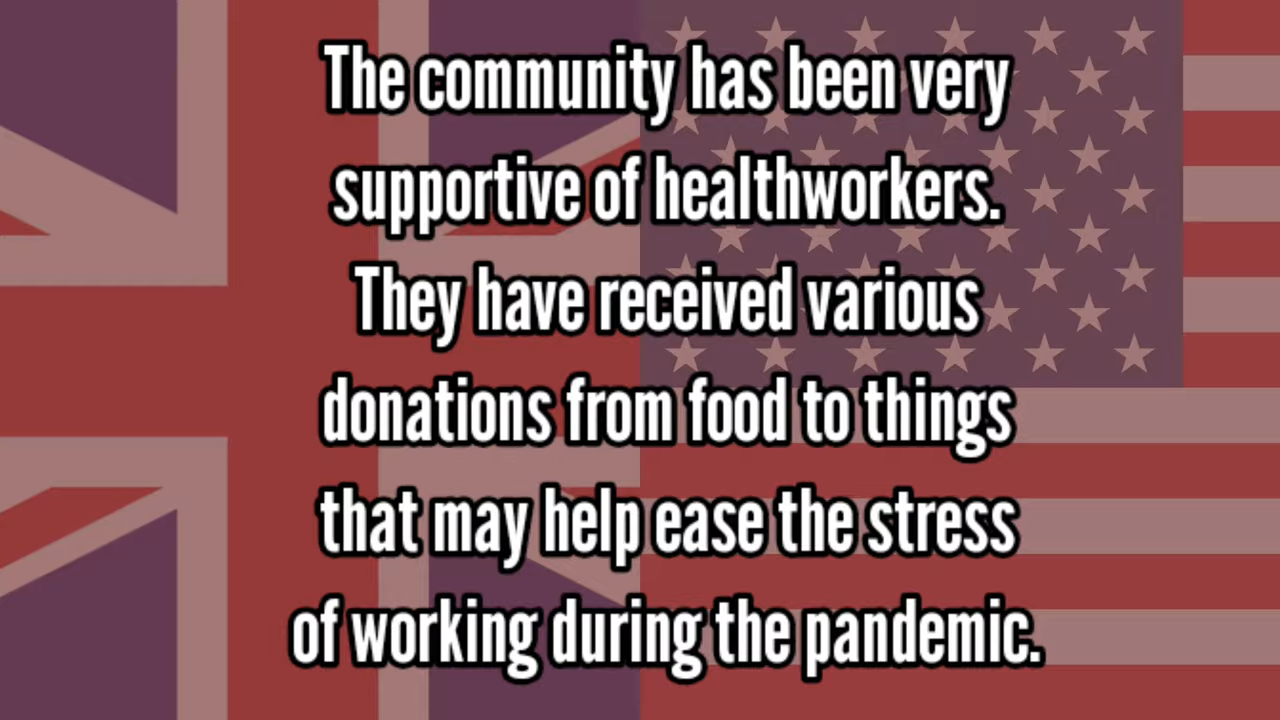 The community has been very
supportive of healthworkers.
They have received various
donations from food to things
that may help ease the stress
of working during the pandemic.